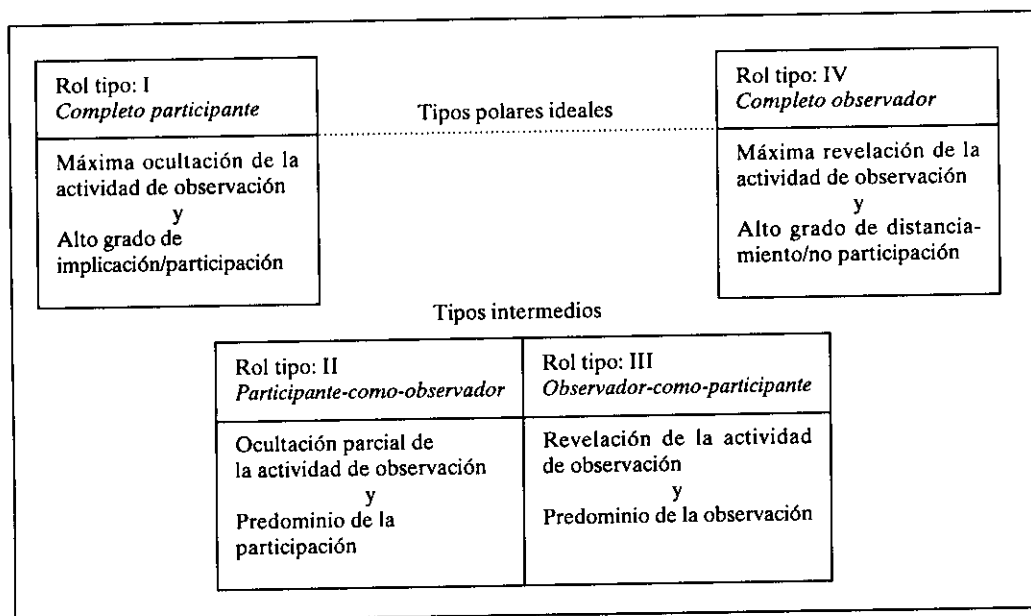 Rol tipo: I
Completo participante
Máxima ocultación de la
actividad de observación
y
Alto grado de
implicación/participación
Tipos polares ideales
Rol tipo: IV
Completo observador
Máxima revelación de la
actividad de observación
y
Alto grado de distancia-
miento/no participación
Tipos intermedios
Rol tipo: II
Participante-como-observador
Ocultación parcial de
la actividad de observación
y
Predominio de la
participación
Rol tipo: III
Observador-como-participante
Revelación de la actividad
de observación
y
Predominio de la observación